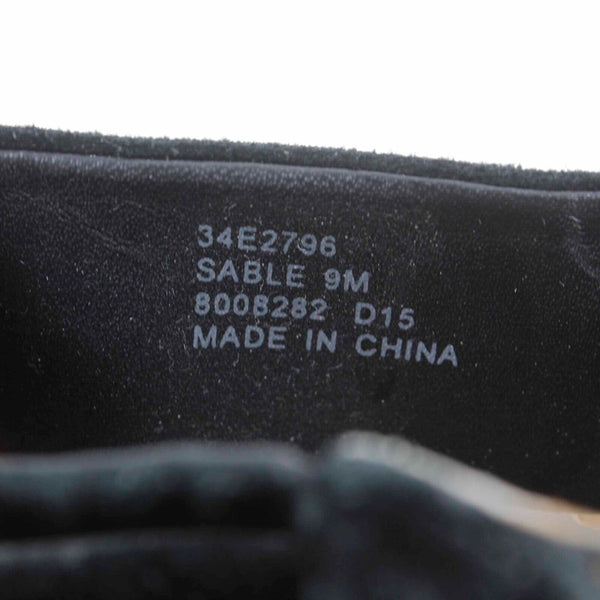 34E2796
SABLE 9M
8008282 D15
MADE IN CHINA